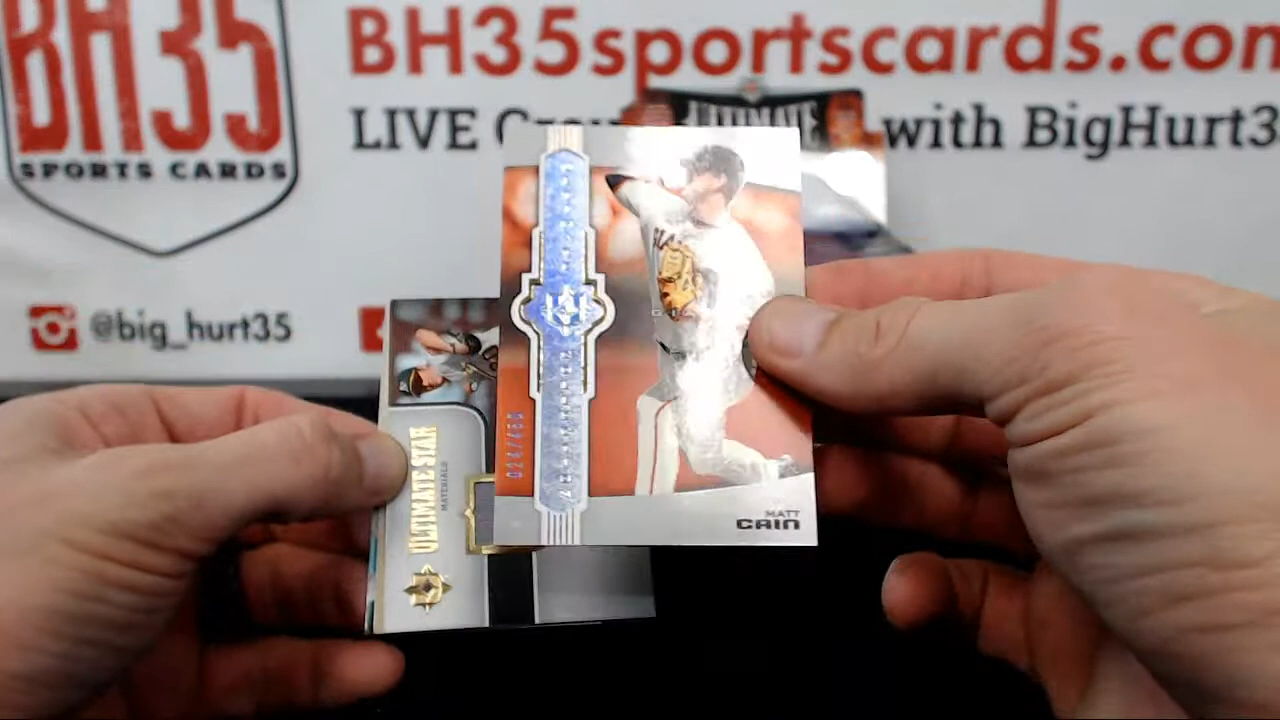 BH35
SPORTS CARDS
BH35sportscards.com
LIVE with BigHurt3
ULTIMATE
@big_hurt35
MATT
CAIN
ULTIMATE STAR
MATERIALS